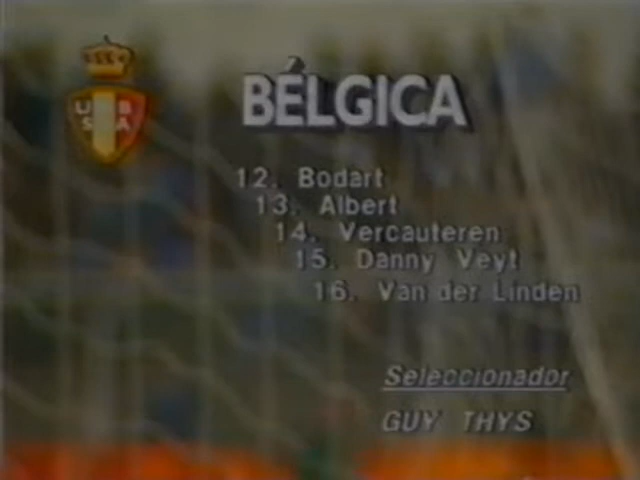 U B
S A
BÉLGICA
12. Bodart
13. Albert
14. Vercauteren
15. Danny Veyt
16. Van der Linden
Seleccionador
GUY THYS